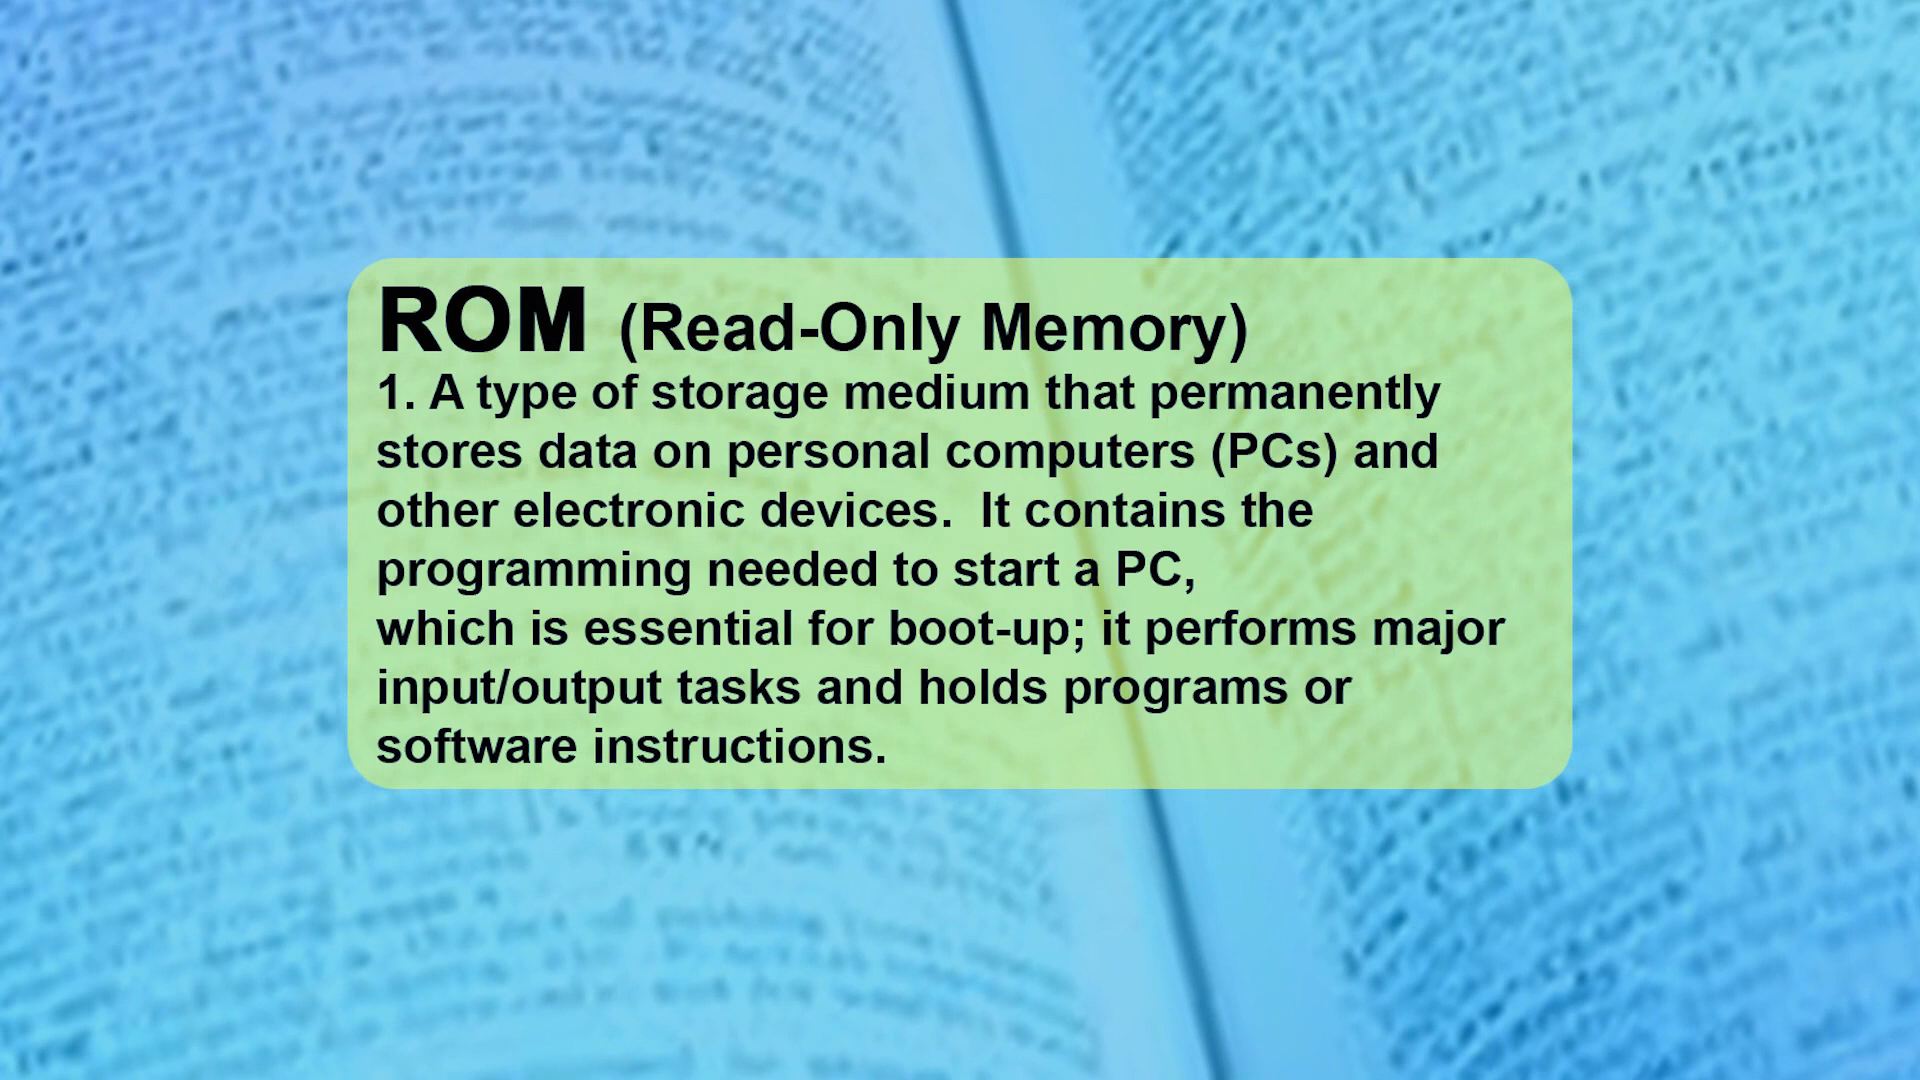 ROM (Read-Only Memory)
1. A type of storage medium that permanently
stores data on personal computers (PCs) and
other electronic devices.  It contains the
programming needed to start a PC,
which is essential for boot-up; it performs major
input/output tasks and holds programs or
software instructions.